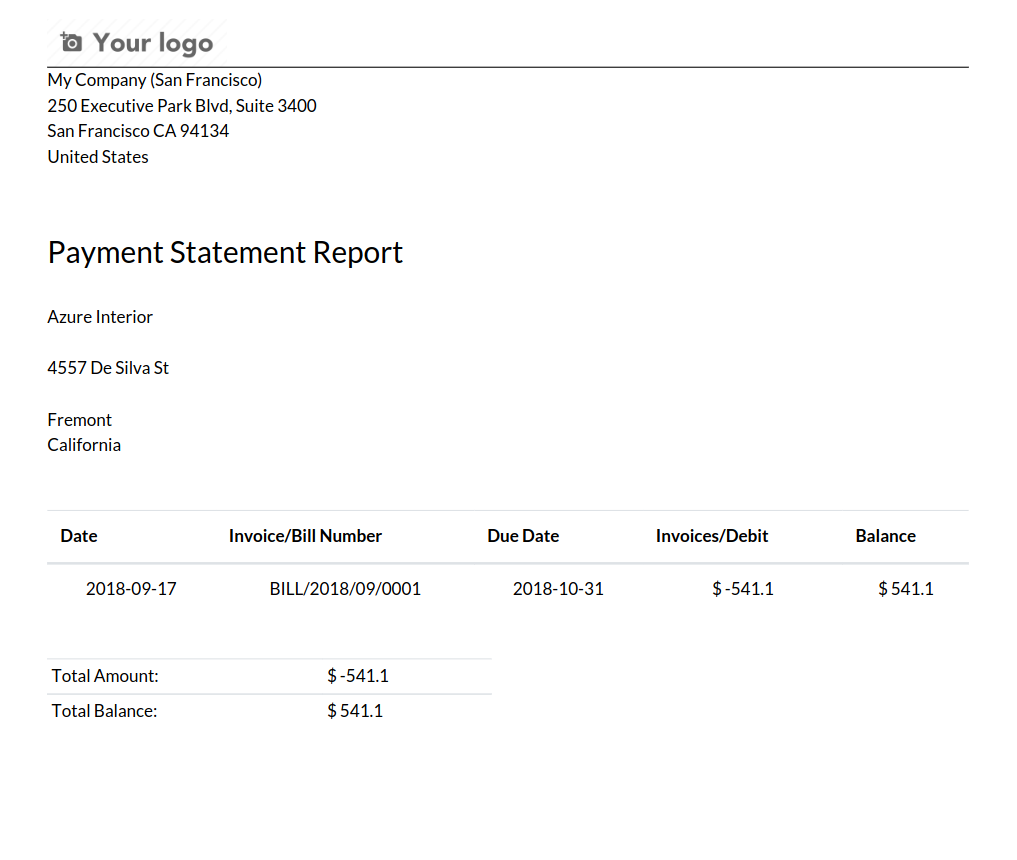 Your logo
My Company (San Francisco)
250 Executive Park Blvd, Suite 3400
San Francisco CA 94134
United States
Payment Statement Report
Azure Interior
4557 De Silva St
Fremont
California
Date Invoice/Bill Number Due Date Invoices/Debit Balance
2018-09-17 BILL/2018/09/0001 2018-10-31 $ -541.1 $ 541.1
Total Amount: $ -541.1
Total Balance: $ 541.1